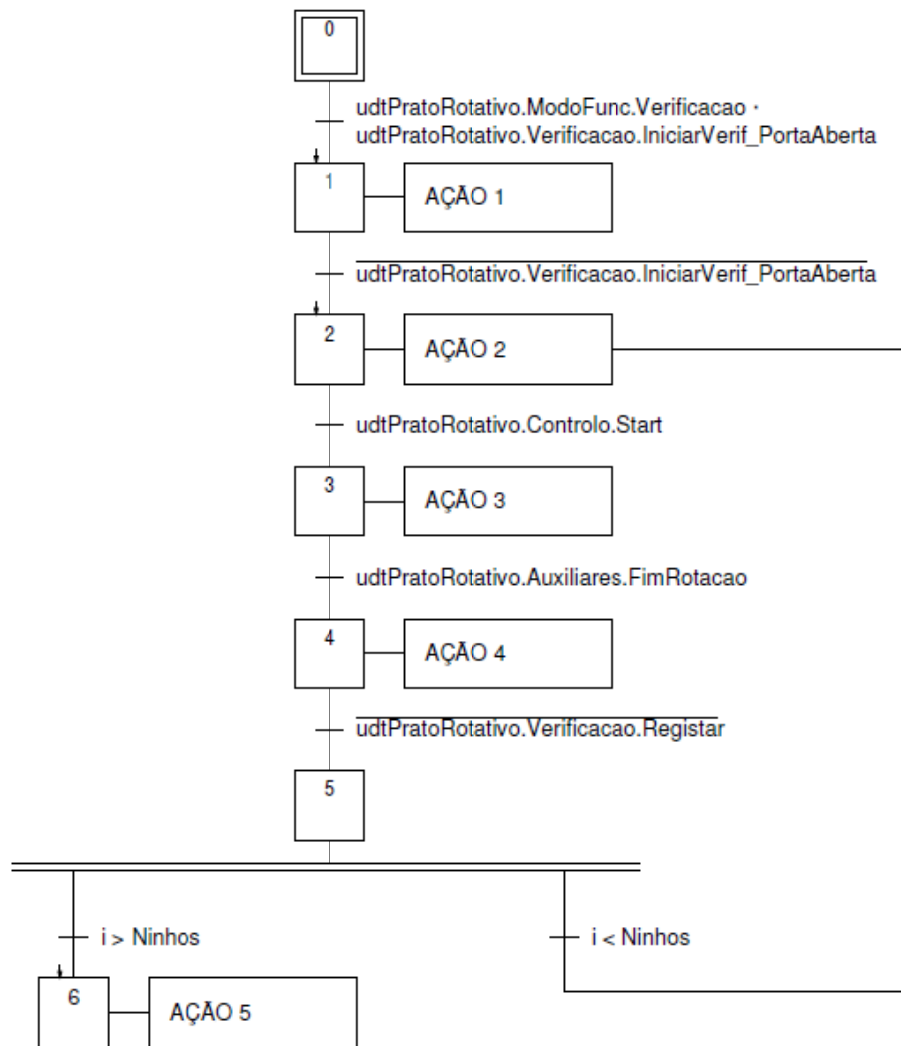 0
udtPratoRotativo.ModoFunc.Verificacao ·
udtPratoRotativo.Verificacao.IniciarVerif_PortaAberta
1
AÇÃO 1
udtPratoRotativo.Verificacao.IniciarVerif_PortaAberta
2
AÇÃO 2
udtPratoRotativo.Controlo.Start
3
AÇÃO 3
udtPratoRotativo.Auxiliares.FimRotacao
4
AÇÃO 4
udtPratoRotativo.Verificacao.Registar
5
i > Ninhos
i < Ninhos
6
AÇÃO 5